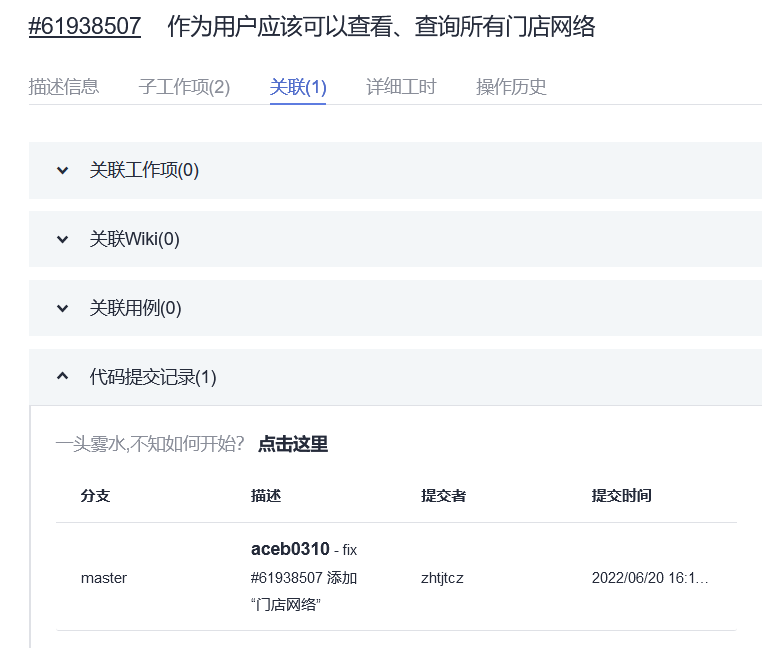 #61938507 作为用户应该可以查看、查询所有门店网络
描述信息 子工作项(2) 关联(1) 详细工时 操作历史
关联工作项(0)
关联Wiki(0)
关联用例(0)
代码提交记录(1)
一头雾水,不知如何开始? 点击这里
分支 描述 提交者 提交时间
aceb0310 - fix
master #61938507 添加 zhtjtcz 2022/06/20 16:1...
“门店网络”